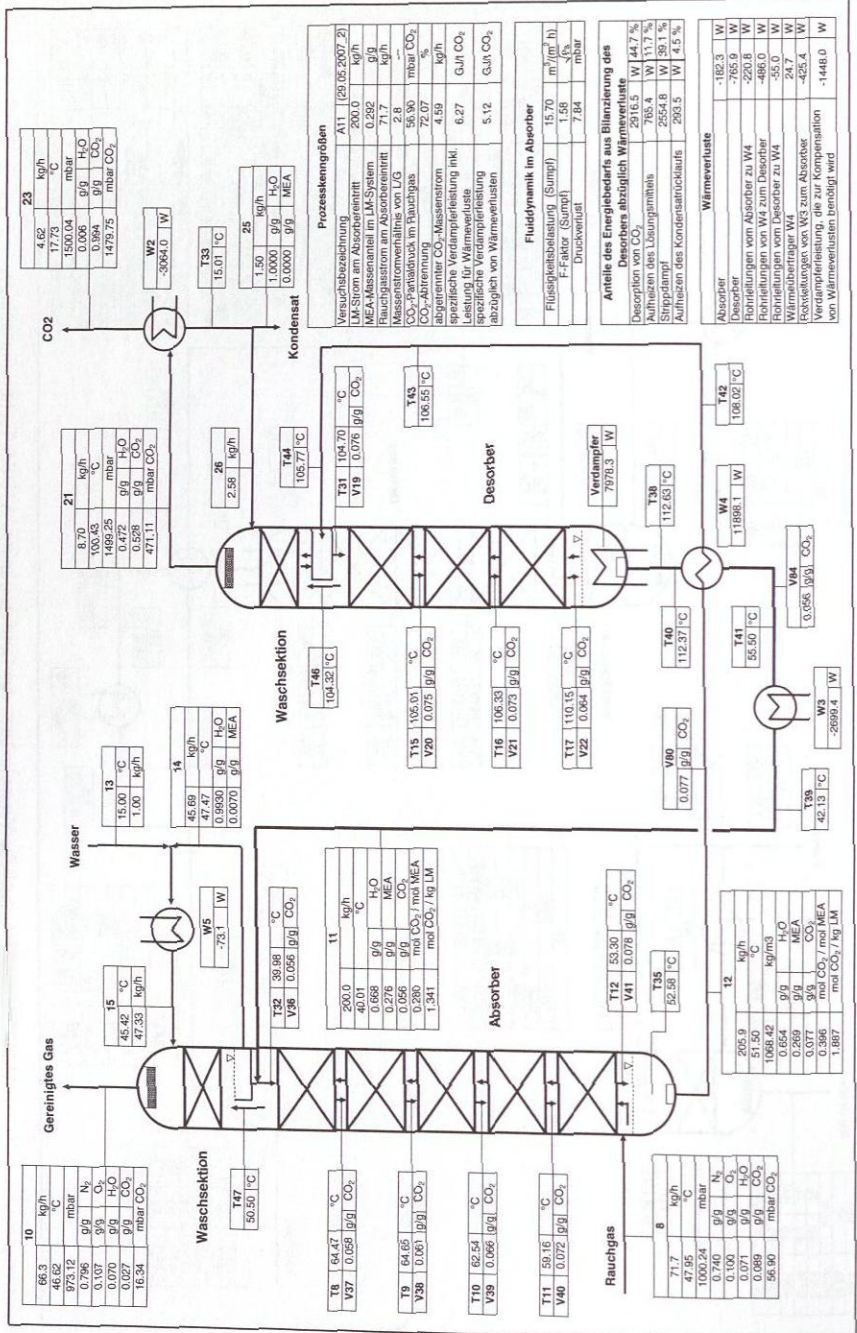 10
66.3 kg/h
46.62 °C
973.12 mbar
0.796 g/g N₂
0.107 g/g O₂
0.070 g/g H₂O
0.027 g/g CO₂
16.34 mbar CO₂
Gereinigtes Gas
Waschsektion
T47
50.50 °C
15
45.42 °C
47.33 kg/h
W5
-73.1 W
Wasser
13
15.00 °C
1.00 kg/h
14
45.69 kg/h
47.47 °C
0.9930 g/g H₂O
0.0070 g/g MEA
T32 39.98 °C
V36 0.056 g/g CO₂
T8 64.47 °C
V37 0.058 g/g CO₂
T9 64.65 °C
V38 0.061 g/g CO₂
T10 62.54 °C
V39 0.066 g/g CO₂
T11 59.16 °C
V40 0.072 g/g CO₂
11
200.0 kg/h
40.01 °C
0.668 g/g H₂O
0.276 g/g MEA
0.056 g/g CO₂
0.280 mol CO₂ / mol MEA
1.341 mol CO₂ / kg LM
Absorber
T12 53.30 °C
V41 0.078 g/g CO₂
T35
52.58 °C
Rauchgas
8
71.7 kg/h
47.95 °C
1000.24 mbar
0.740 g/g N₂
0.100 g/g O₂
0.071 g/g H₂O
0.089 g/g CO₂
56.90 mbar CO₂
12
205.9 kg/h
51.50 °C
1068.42 kg/m3
0.654 g/g H₂O
0.269 g/g MEA
0.077 g/g CO₂
0.396 mol CO₂ / mol MEA
1.887 mol CO₂ / kg LM
21
8.70 kg/h
100.43 °C
1499.25 mbar
0.472 g/g H₂O
0.528 g/g CO₂
471.11 mbar CO₂
CO2
23
4.62 kg/h
17.73 °C
1500.04 mbar
0.006 g/g H₂O
0.994 g/g CO₂
1479.75 mbar CO₂
W2
-3064.0 W
T33
15.01 °C
25
1.50 kg/h
1.0000 g/g H₂O
0.0000 g/g MEA
Kondensat
26
2.58 kg/h
Waschsektion
T46
104.32 °C
T44
105.77 °C
T31 104.70 °C
V19 0.076 g/g CO₂
T43
106.55 °C
T15 105.01 °C
V20 0.075 g/g CO₂
T16 106.33 °C
V21 0.073 g/g CO₂
T17 110.15 °C
V22 0.064 g/g CO₂
Desorber
Verdampfer
7978.3 W
T38
112.63 °C
T40
112.37 °C
W4
11898.1 W
T42
108.02 °C
T41
55.50 °C
V84
0.056 g/g CO₂
V80
0.077 g/g CO₂
W3
-2699.4 W
T39
42.13 °C
Prozesskenngrößen
Versuchsbezeichnung A11 (29.05.2007_2)
LM-Strom am Absorbereintritt 200.0 kg/h
MEA-Massenanteil im LM-System 0.292 g/g
Rauchgasstrom am Absorbereintritt 71.7 kg/h
Massenstromverhältnis von L/G 2.8 ---
CO₂-Partialdruck im Rauchgas 56.90 mbar CO₂
CO₂-Abtrennung 72.07 %
abgetrennter CO₂-Massenstrom 4.59 kg/h
spezifische Verdampferleistung inkl.
Leistung für Wärmeverluste 6.27 GJ/t CO₂
spezifische Verdampferleistung
abzüglich von Wärmeverlusten 5.12 GJ/t CO₂
Fluiddynamik im Absorber
Flüssigkeitsbelastung (Sumpf) 15.70 m³/(m² h)
F-Faktor (Sumpf) 1.58 √Pa
Druckverlust 7.84 mbar
Anteile des Energiebedarfs aus Bilanzierung des
Desorbers abzüglich Wärmeverluste
Desorption von CO₂ 2916.5 W 44.7 %
Aufheizen des Lösungsmittels 765.4 W 11.7 %
Strippdampf 2554.8 W 39.1 %
Aufheizen des Kondensatrücklaufs 293.5 W 4.5 %
Wärmeverluste
Absorber -182.3 W
Desorber -765.9 W
Rohrleitungen vom Absorber zu W4 -220.8 W
Rohrleitungen von W4 zum Desorber -486.0 W
Rohrleitungen vom Desorber zu W4 -55.0 W
Wärmeübertrager W4 24.7 W
Rohrleitungen von W3 zum Absorber -425.4 W
Verdampferleistung, die zur Kompensation
von Wärmeverlusten benötigt wird -1448.0 W